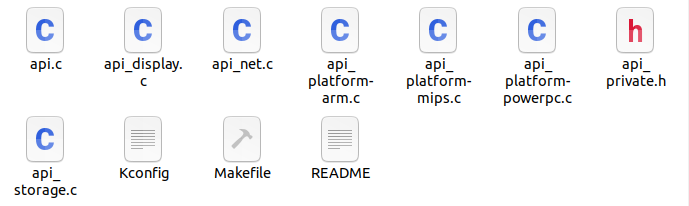 C C C C C C h
api.c api_display. api_net.c api_ api_ api_ api_
c platform- platform- platform- private.h
arm.c mips.c powerpc.c
C
api_ Kconfig Makefile README
storage.c